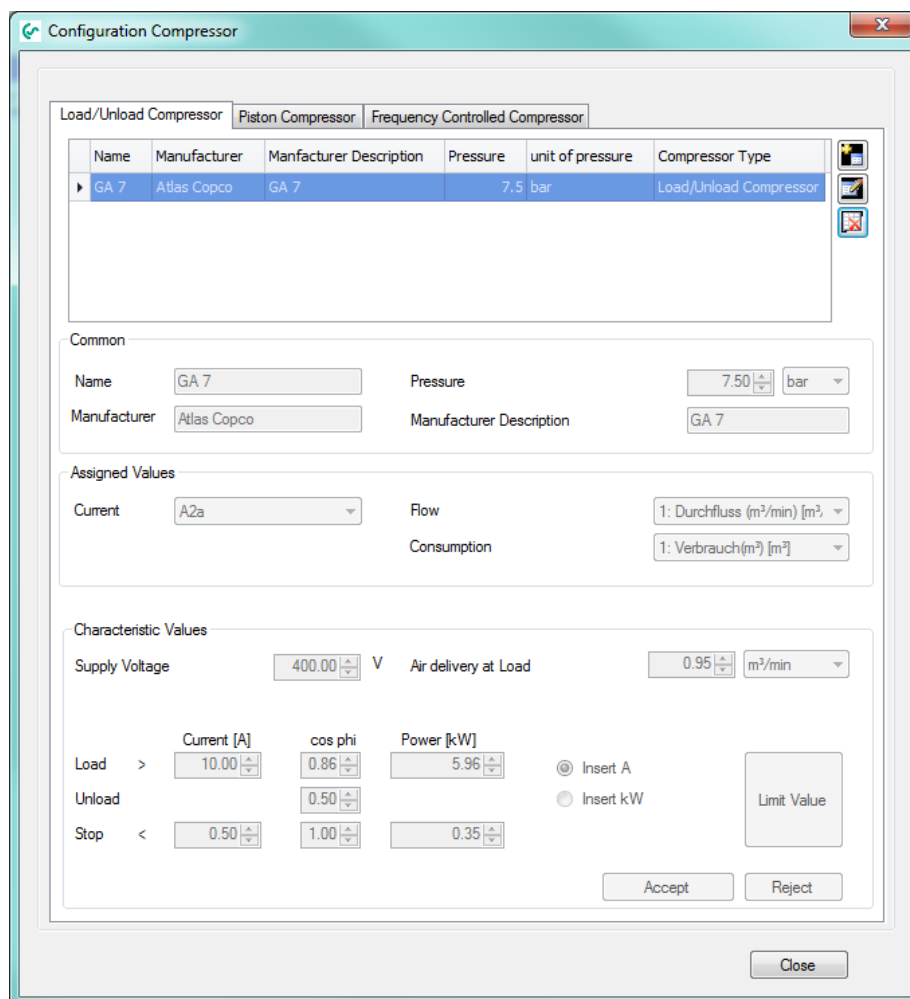 Configuration Compressor
Load/Unload Compressor Piston Compressor Frequency Controlled Compressor
Name Manufacturer Manfacturer Description Pressure unit of pressure Compressor Type
GA 7 Atlas Copco GA 7 7.5 bar Load/Unload Compressor
Common
Name GA 7 Pressure 7.50 bar
Manufacturer Atlas Copco Manufacturer Description GA 7
Assigned Values
Current A2a Flow 1: Durchfluss (m³/min) [m³,
Consumption 1: Verbrauch(m³) [m³]
Characteristic Values
Supply Voltage 400.00 V Air delivery at Load 0.95 m³/min
Current [A] cos phi Power [kW]
Load > 10.00 0.86 5.96 Insert A
Unload 0.50 Insert kW Limit Value
Stop < 0.50 1.00 0.35
Accept Reject
Close